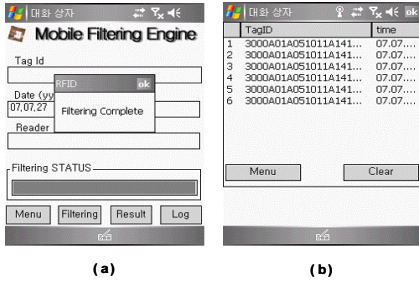 대화 상자
Mobile Filtering Engine
Tag Id
RFID ok
Date (yy
07,07,27
Filtering Complete
Reader
Filtering STATUS
Menu Filtering Result Log
(a)
대화 상자 ok
TagID time
1 3000A01A051011A141... 07.07....
2 3000A01A051011A141... 07.07....
3 3000A01A051011A141... 07.07....
4 3000A01A051011A141... 07.07....
5 3000A01A051011A141... 07.07....
6 3000A01A051011A141... 07.07....
Menu Clear
(b)